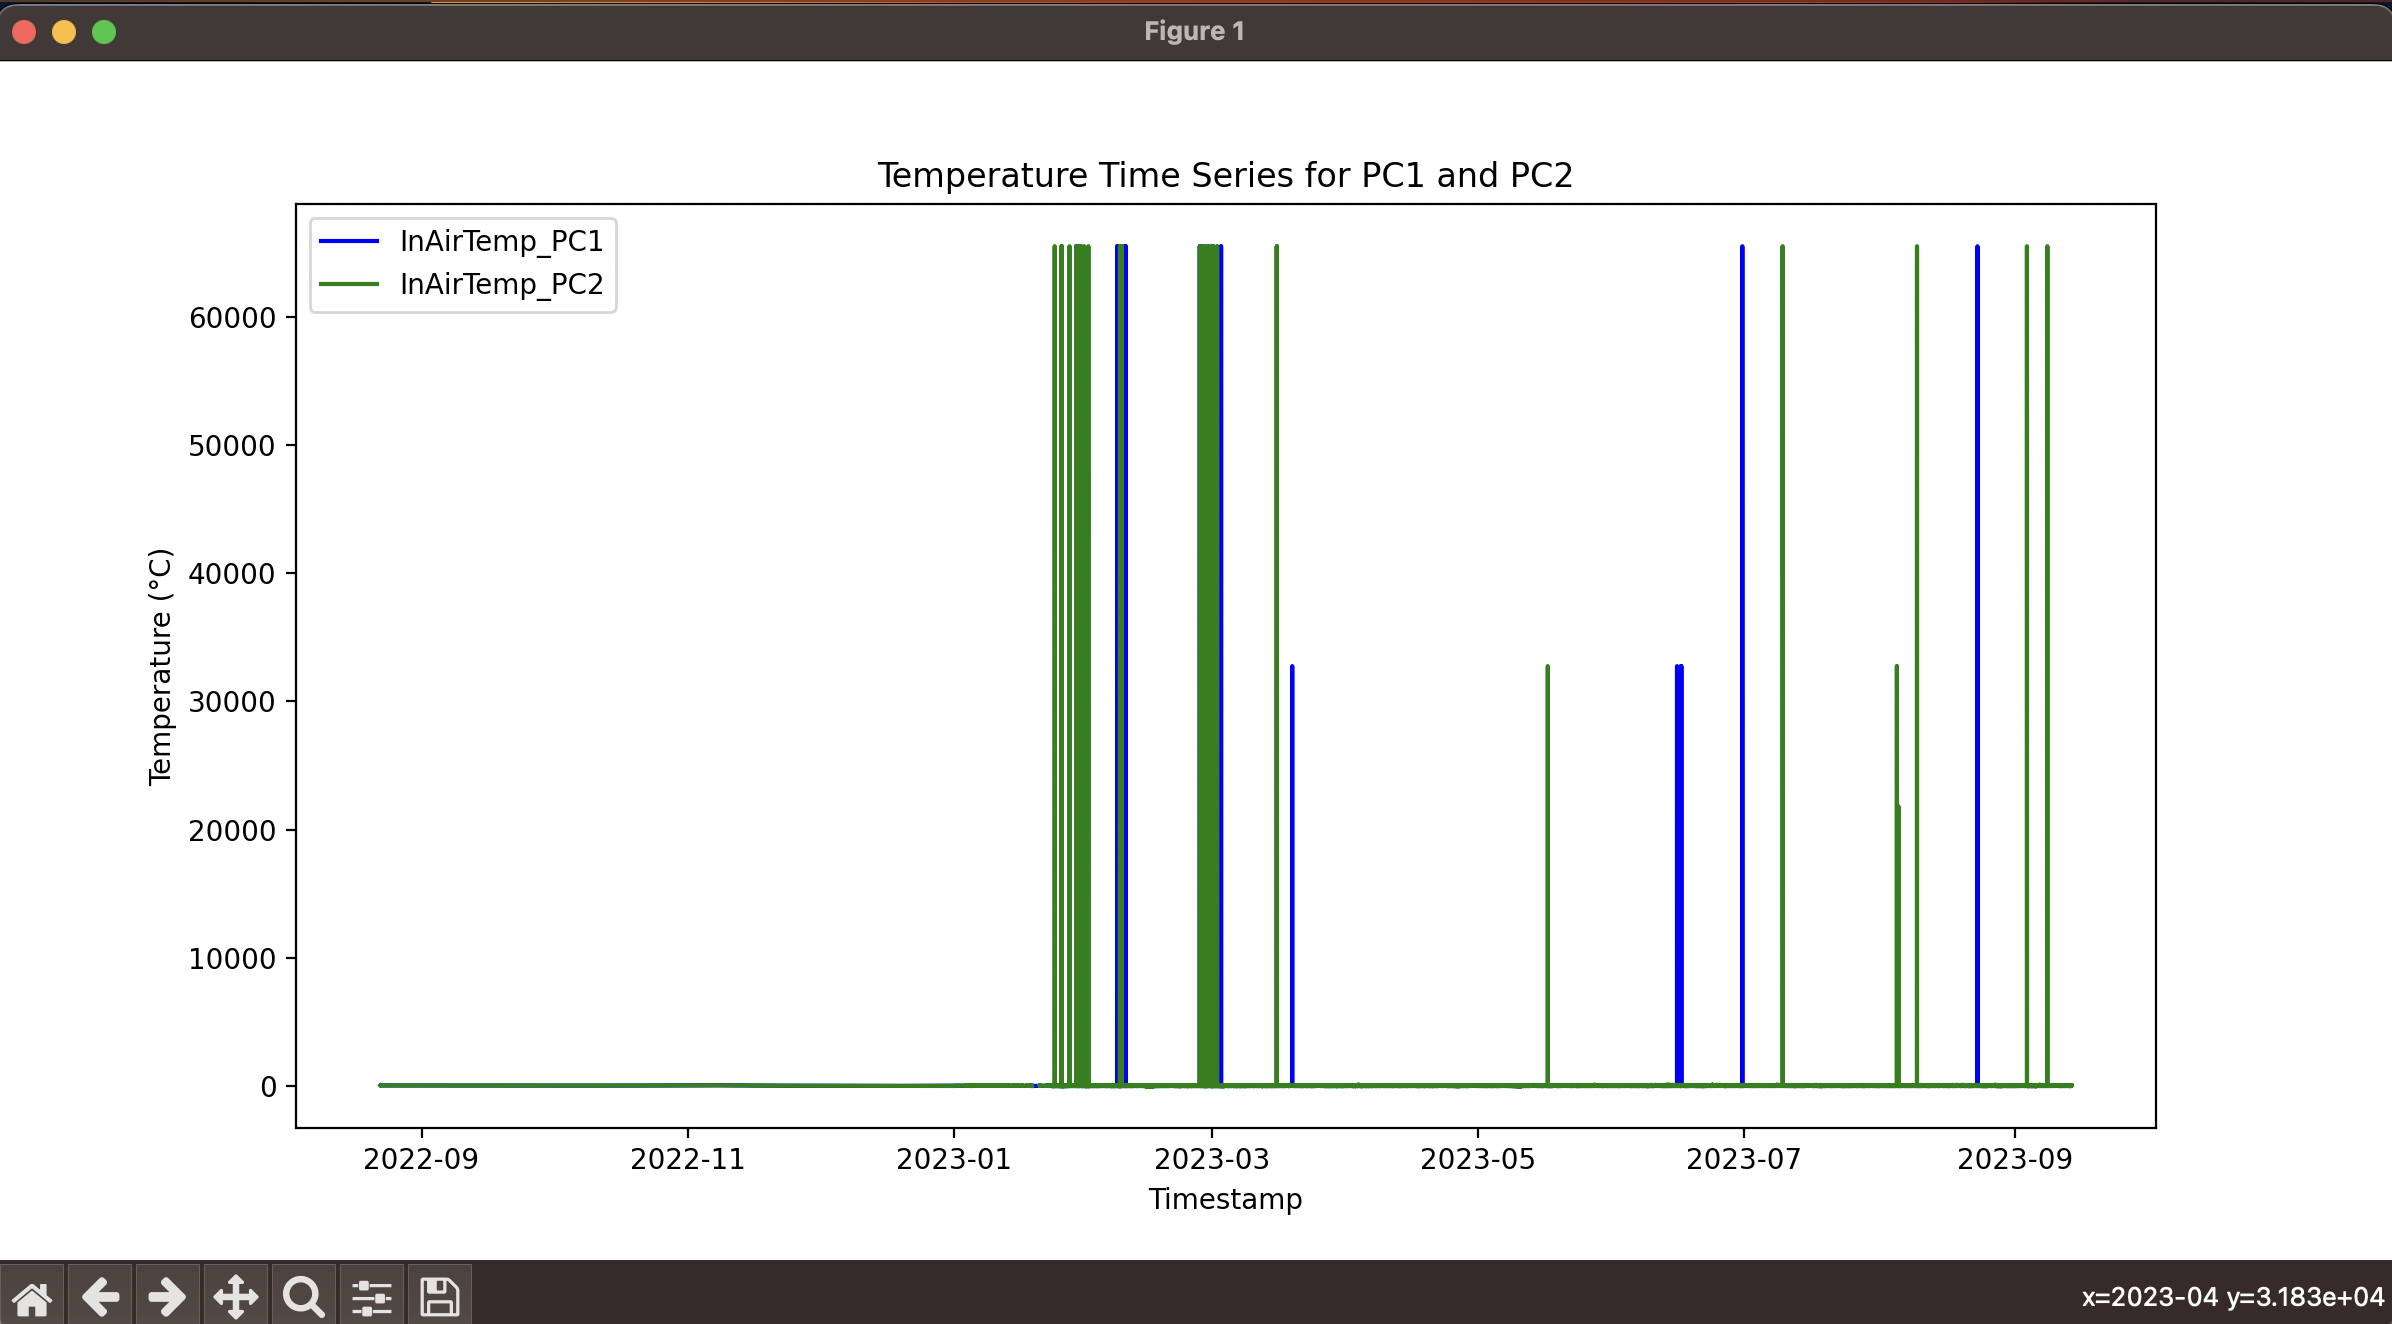 Figure 1
Temperature Time Series for PC1 and PC2
InAirTemp_PC1
InAirTemp_PC2
60000
50000
40000
30000
20000
10000
0
Temperature (°C)
2022-09 2022-11 2023-01 2023-03 2023-05 2023-07 2023-09
Timestamp
x=2023-04 y=3.183e+04